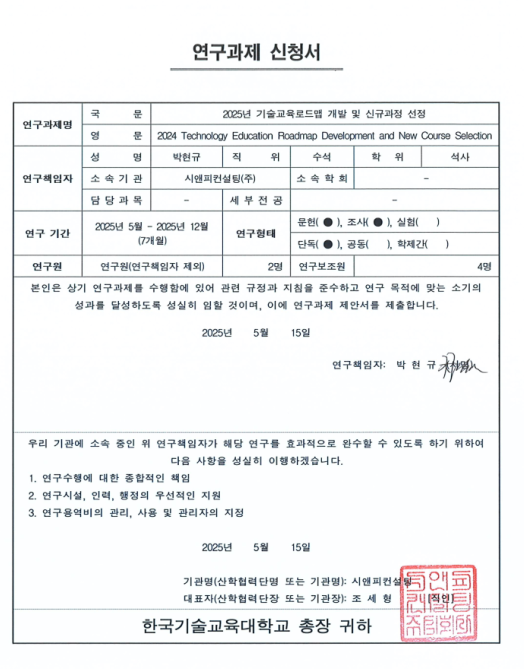 연구과제 신청서
연구과제명 국 문 2025년 기술교육로드맵 개발 및 신규과정 선정
영 문 2024 Technology Education Roadmap Development and New Course Selection
연구책임자 성 명 박현규 직 위 수석 학 위 석사
소 속 기 관 시앤피컨설팅(주) 소 속 학 회 -
담 당 과 목 - 세 부 전 공 -
연구 기간 2025년 5월 ~ 2025년 12월
(7개월)
연구형태 문헌( ● ), 조사( ● ), 실험( )
단독( ● ), 공동( ), 학제간( )
연구원 연구원(연구책임자 제외) 2명 연구보조원 4명
본인은 상기 연구과제를 수행함에 있어 관련 규정과 지침을 준수하고 연구 목적에 맞는 소기의
성과를 달성하도록 성실히 임할 것이며, 이에 연구과제 제안서를 제출합니다.
2025년 5월 15일
연구책임자: 박 현 규
우리 기관에 소속 중인 위 연구책임자가 해당 연구를 효과적으로 완수할 수 있도록 하기 위하여
다음 사항을 성실히 이행하겠습니다.
1. 연구수행에 대한 종합적인 책임
2. 연구시설, 인력, 행정의 우선적인 지원
3. 연구용역비의 관리, 사용 및 관리자의 지정
2025년 5월 15일
기관명(산학협력단명 또는 기관명): 시앤피컨설팅
대표자(산학협력단장 또는 기관장): 조 세 형 (직인)
한국기술교육대학교 총장 귀하